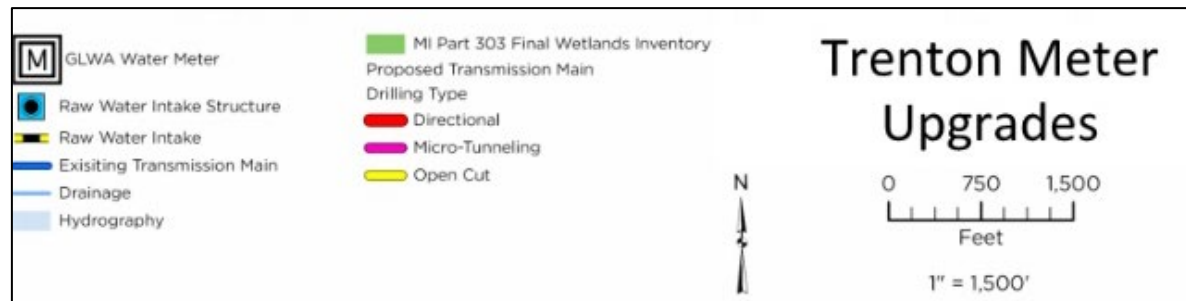 M GLWA Water Meter
Raw Water Intake Structure
Raw Water Intake
Exisiting Transmission Main
Drainage
Hydrography
MI Part 303 Final Wetlands Inventory
Proposed Transmission Main
Drilling Type
Directional
Micro-Tunneling
Open Cut
Trenton Meter
Upgrades
N
0 750 1,500
Feet
1" = 1,500'